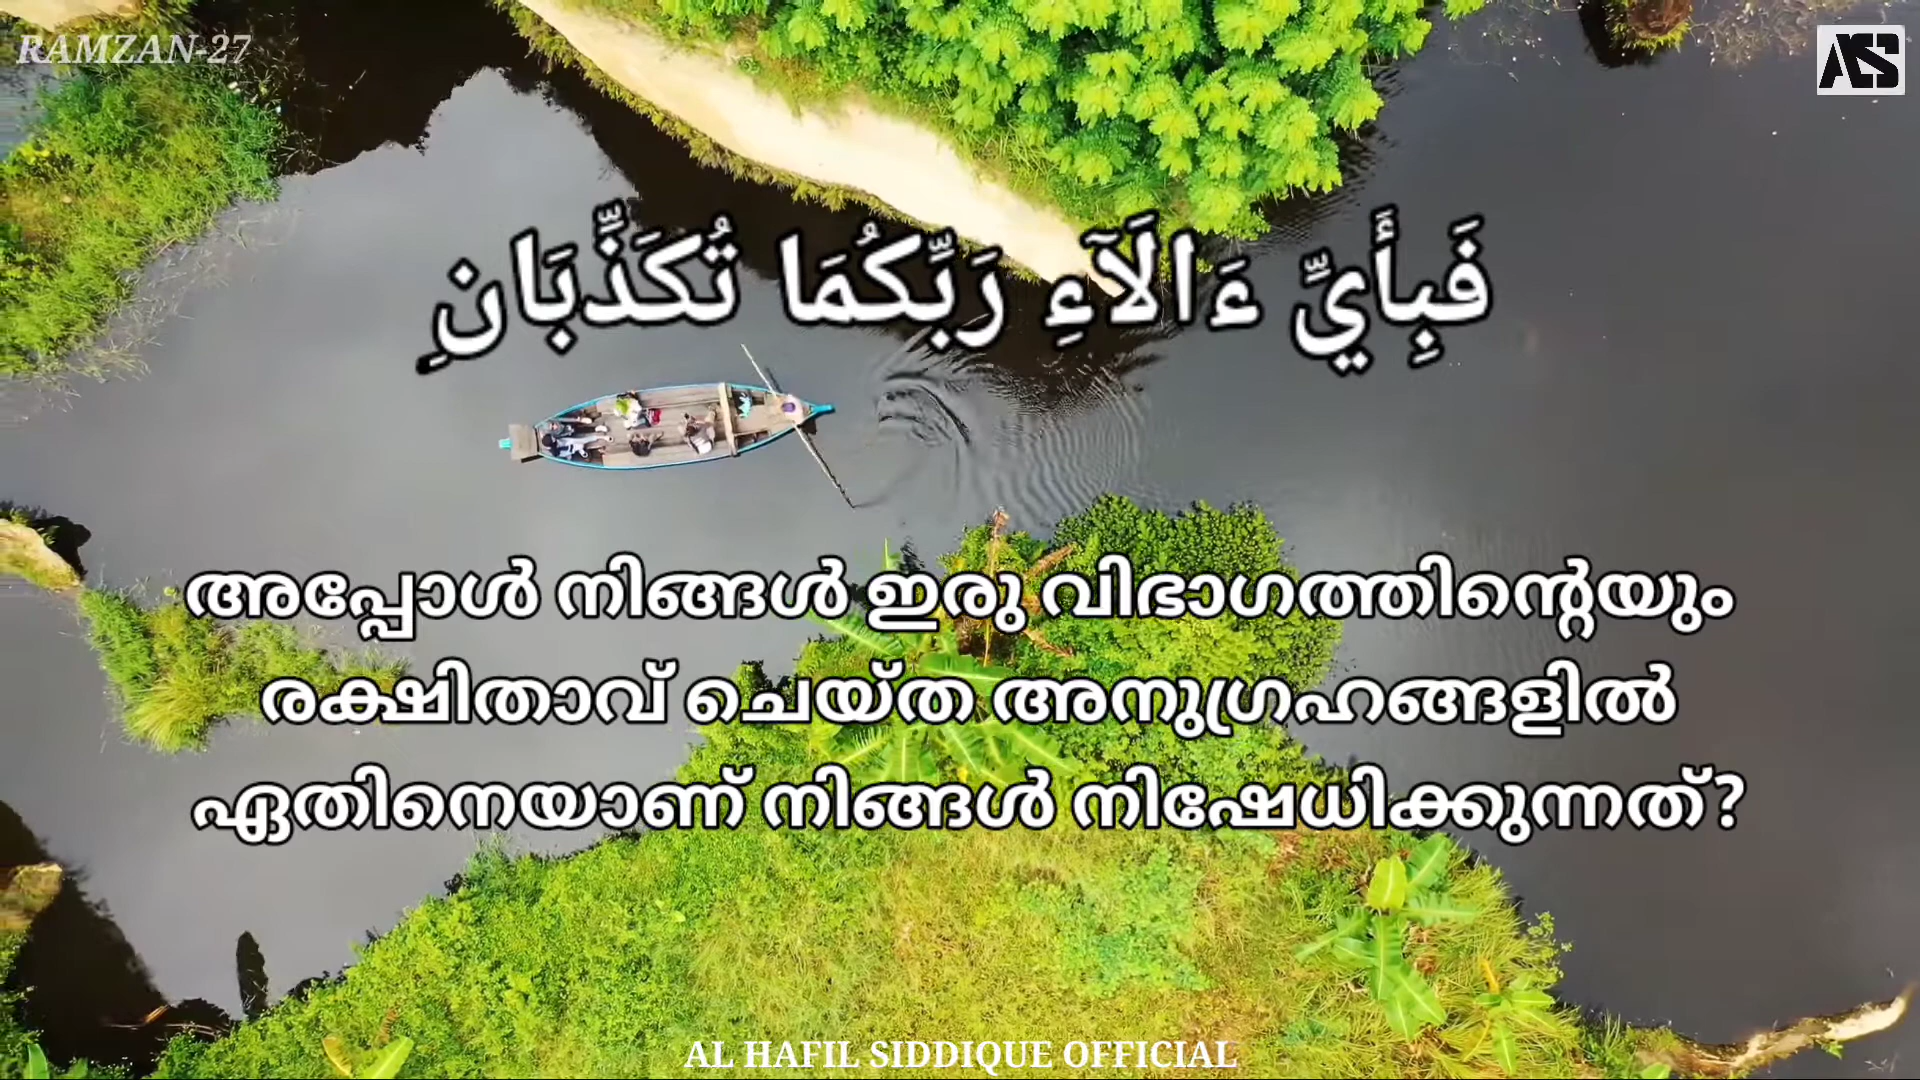 RAMZAN-27
ACS
فَبِأَيِّ ءَالَآءِ رَبِّكُمَا تُكَذِّبَانِ
അപ്പോൾ നിങ്ങൾ ഇരു വിഭാഗത്തിന്റെയും
രക്ഷിതാവ് ചെയ്ത അനുഗ്രഹങ്ങളിൽ
ഏതിനെയാണ് നിങ്ങൾ നിഷേധിക്കുന്നത്?
AL HAFIL SIDDIQUE OFFICIAL